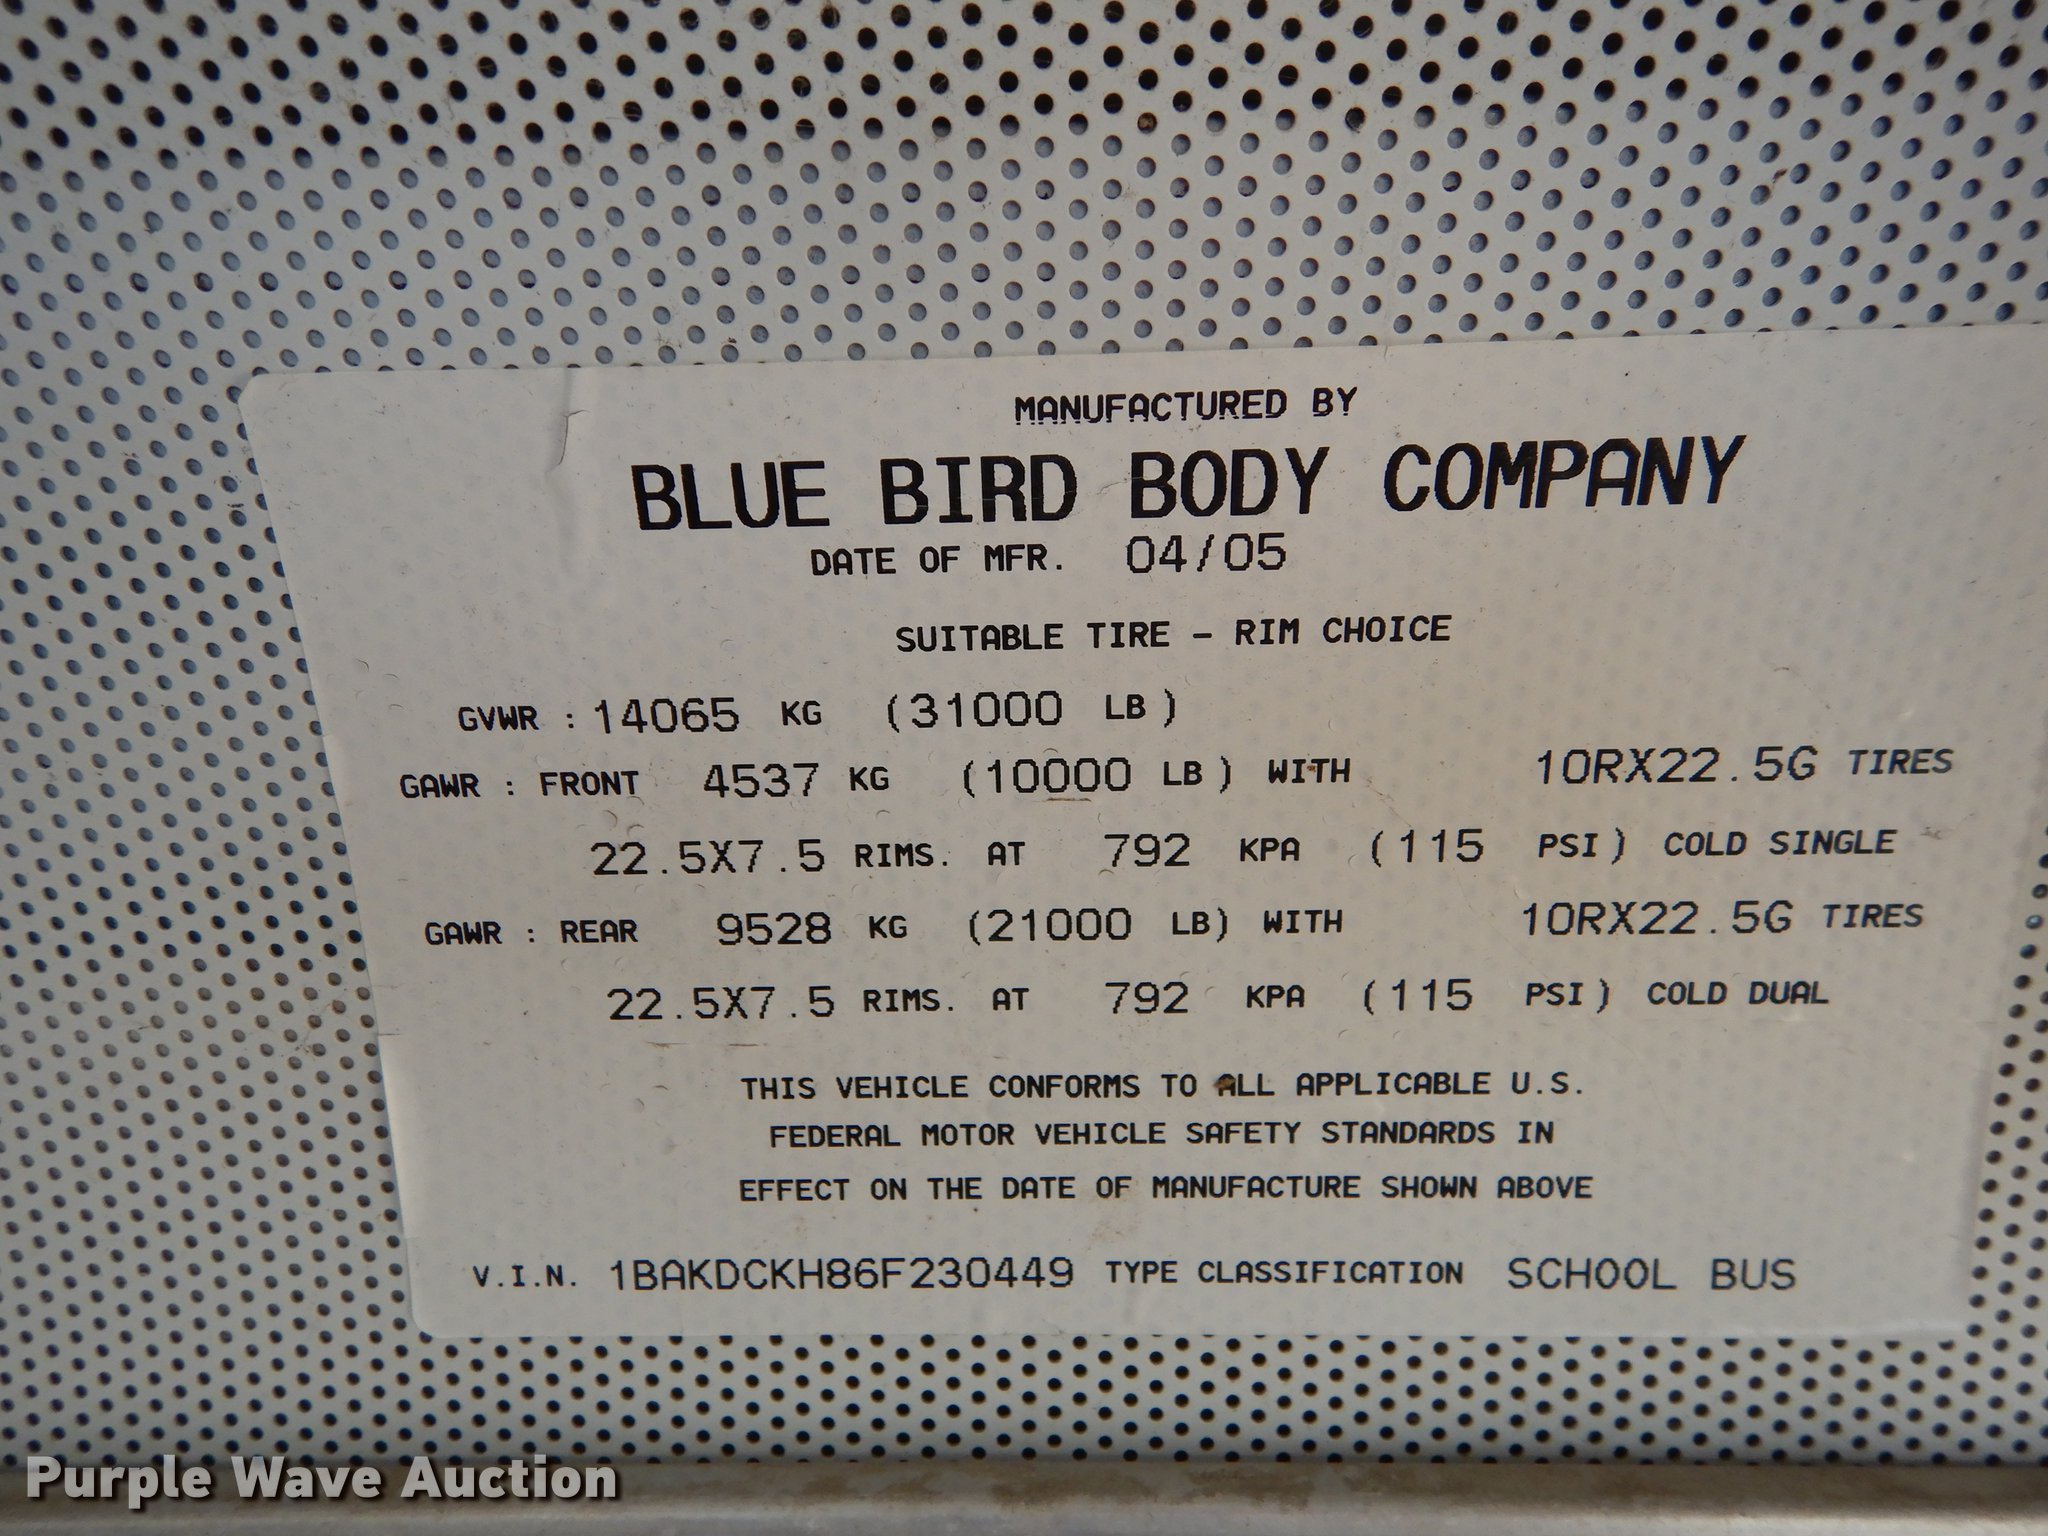 MANUFACTURED BY
BLUE BIRD BODY COMPANY
DATE OF MFR. 04/05
SUITABLE TIRE - RIM CHOICE
GVWR : 14065 KG (31000 LB)
GAWR : FRONT 4537 KG (10000 LB) WITH 10RX22.5G TIRES
22.5X7.5 RIMS. AT 792 KPA (115 PSI) COLD SINGLE
GAWR : REAR 9528 KG (21000 LB) WITH 10RX22.5G TIRES
22.5X7.5 RIMS. AT 792 KPA (115 PSI) COLD DUAL
THIS VEHICLE CONFORMS TO ALL APPLICABLE U.S.
FEDERAL MOTOR VEHICLE SAFETY STANDARDS IN
EFFECT ON THE DATE OF MANUFACTURE SHOWN ABOVE
V.I.N. 1BAKDCKH86F230449 TYPE CLASSIFICATION SCHOOL BUS
Purple Wave Auction